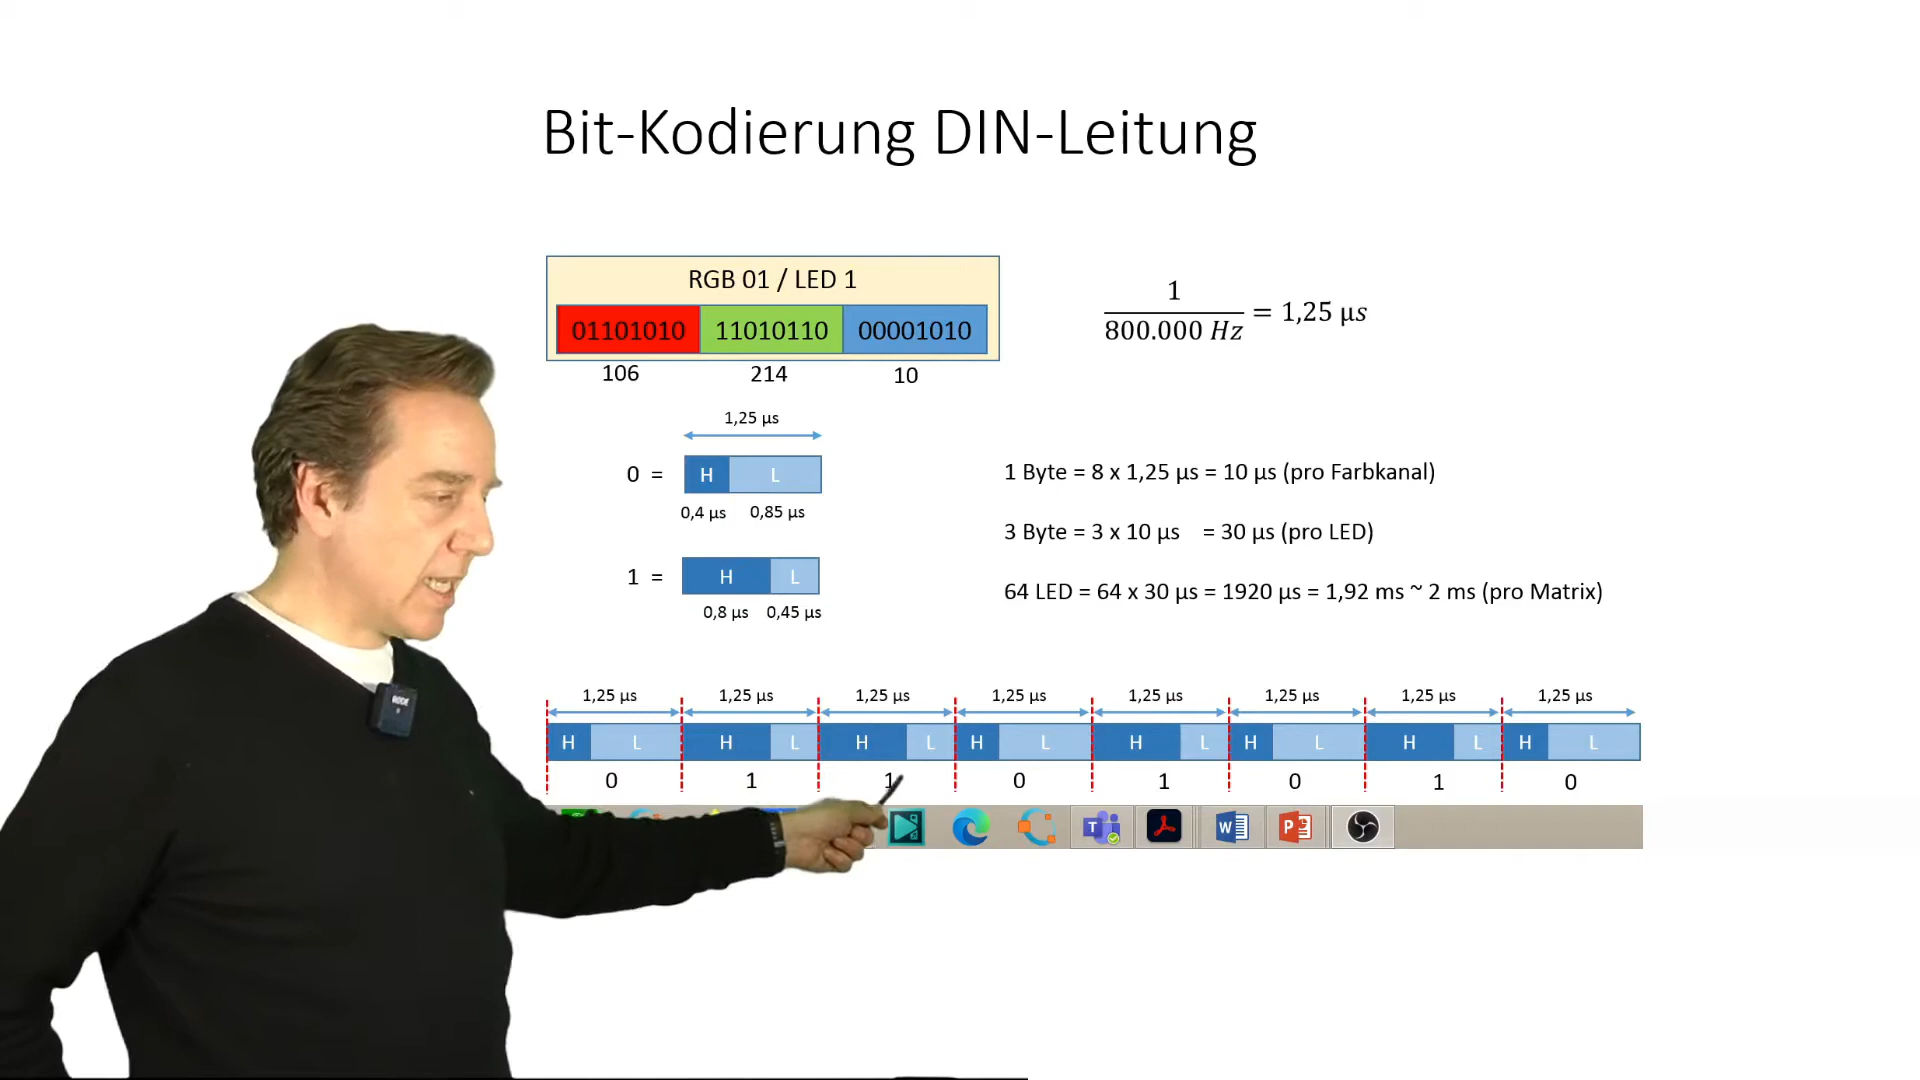 Bit-Kodierung DIN-Leitung
RGB 01 / LED 1
01101010 11010110 00001010
106 214 10
1
800.000 Hz
= 1,25 µs
1,25 µs
0 = H L
0,4 µs 0,85 µs
1 = H L
0,8 µs 0,45 µs
1 Byte = 8 x 1,25 µs = 10 µs (pro Farbkanal)
3 Byte = 3 x 10 µs = 30 µs (pro LED)
64 LED = 64 x 30 µs = 1920 µs = 1,92 ms ~ 2 ms (pro Matrix)
1,25 µs 1,25 µs 1,25 µs 1,25 µs 1,25 µs 1,25 µs 1,25 µs 1,25 µs
H L H L H L H L H L H L H L H L
0 1 1 0 1 0 1 0
RODE
T W P